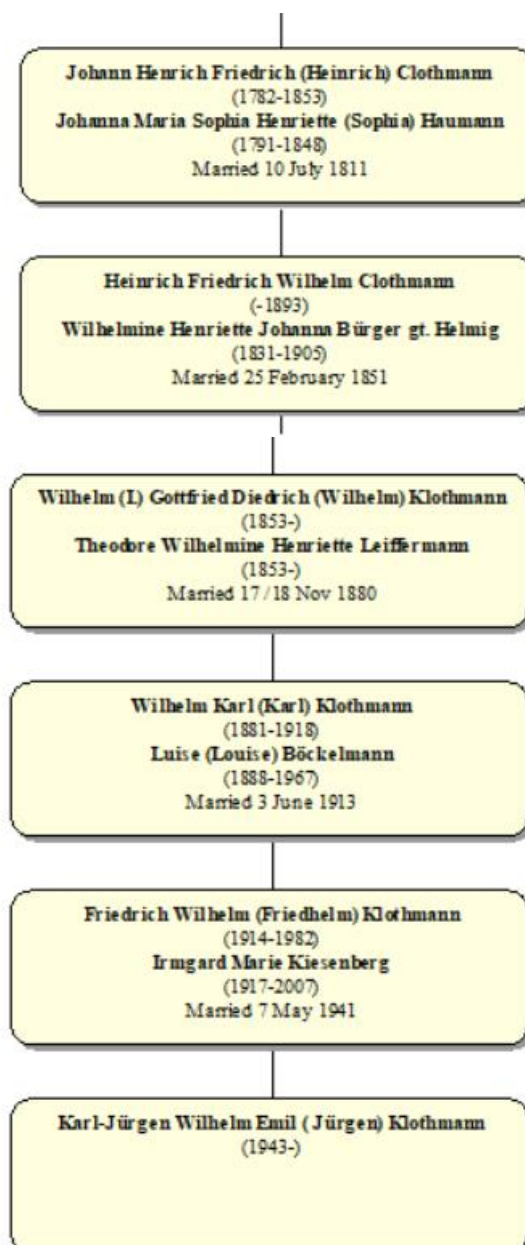 Johann Henrich Friedrich (Heinrich) Clothmann
(1782-1853)
Johanna Maria Sophia Henriette (Sophia) Haumann
(1791-1848)
Married 10 July 1811
Heinrich Friedrich Wilhelm Clothmann
(-1893)
Wilhelmine Henriette Johanna Bürger gt. Helmig
(1831-1905)
Married 25 February 1851
Wilhelm (I.) Gottfried Diedrich (Wilhelm) Klothmann
(1853-)
Theodore Wilhelmine Henriette Leiffermann
(1853-)
Married 17 / 18 Nov 1880
Wilhelm Karl (Karl) Klothmann
(1881-1918)
Luise (Louise) Böckelmann
(1888-1967)
Married 3 June 1913
Friedrich Wilhelm (Friedhelm) Klothmann
(1914-1982)
Irmgard Marie Kiesenberg
(1917-2007)
Married 7 May 1941
Karl-Jürgen Wilhelm Emil ( Jürgen) Klothmann
(1943-)